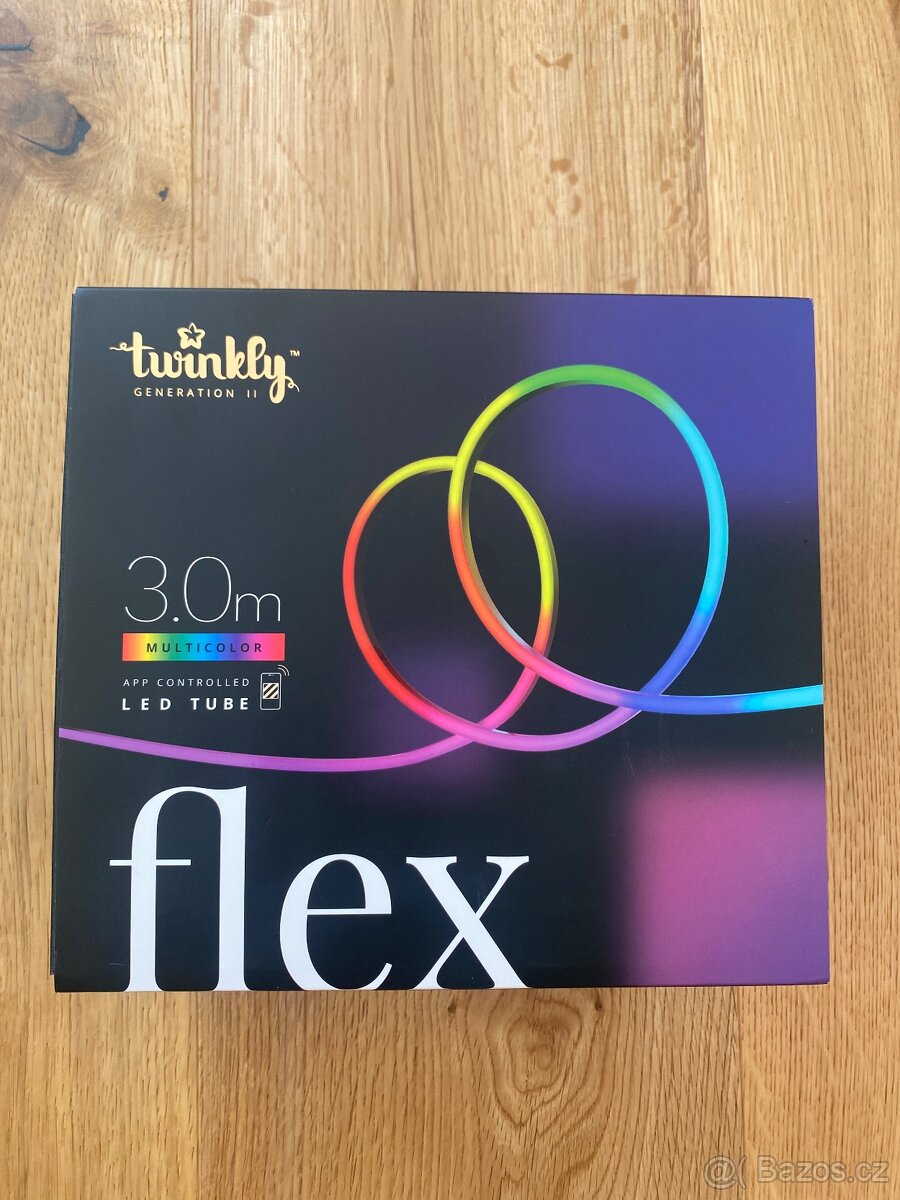 twinkly™
GENERATION II
3.0m
MULTICOLOR
APP CONTROLLED
LED TUBE
flex
@( Bazos.cz